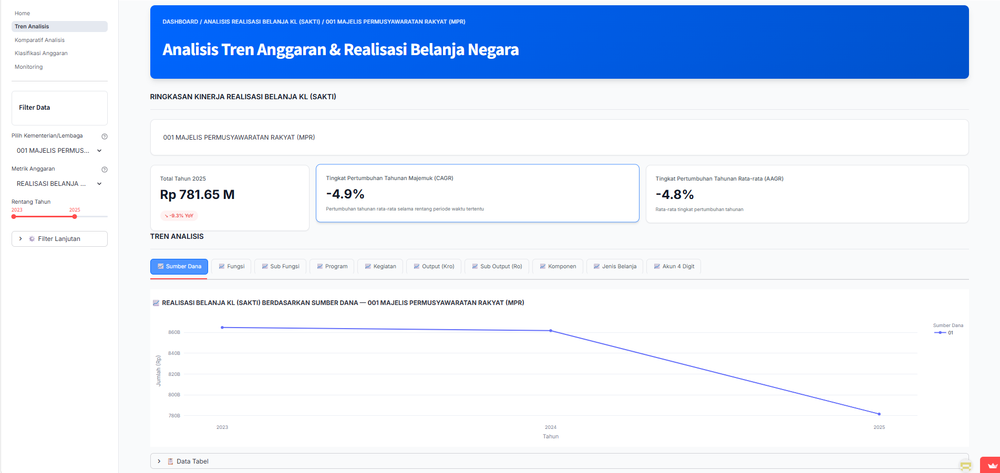 Home
Tren Analisis
Komparatif Analisis
Klasifikasi Anggaran
Monitoring
Filter Data
Pilih Kementerian/Lembaga
001 MAJELIS PERMUS...
Metrik Anggaran
REALISASI BELANJA ...
Rentang Tahun
2023 2025
Filter Lanjutan
DASHBOARD / ANALISIS REALISASI BELANJA KL (SAKTI) / 001 MAJELIS PERMUSYAWARATAN RAKYAT (MPR)
Analisis Tren Anggaran & Realisasi Belanja Negara
RINGKASAN KINERJA REALISASI BELANJA KL (SAKTI)
001 MAJELIS PERMUSYAWARATAN RAKYAT (MPR)
Total Tahun 2025
Rp 781.65 M
↘ -9.3% YoY
Tingkat Pertumbuhan Tahunan Majemuk (CAGR)
-4.9%
Pertumbuhan tahunan rata-rata selama rentang periode waktu tertentu
Tingkat Pertumbuhan Tahunan Rata-rata (AAGR)
-4.8%
Rata-rata tingkat pertumbuhan tahunan
TREN ANALISIS
Sumber Dana Fungsi Sub Fungsi Program Kegiatan Output (Kro) Sub Output (Ro) Komponen Jenis Belanja Akun 4 Digit
REALISASI BELANJA KL (SAKTI) BERDASARKAN SUMBER DANA — 001 MAJELIS PERMUSYAWARATAN RAKYAT (MPR)
Jumlah (Rp)
860B
840B
820B
800B
780B
2023 2024 2025
Tahun
Sumber Dana
01
Data Tabel